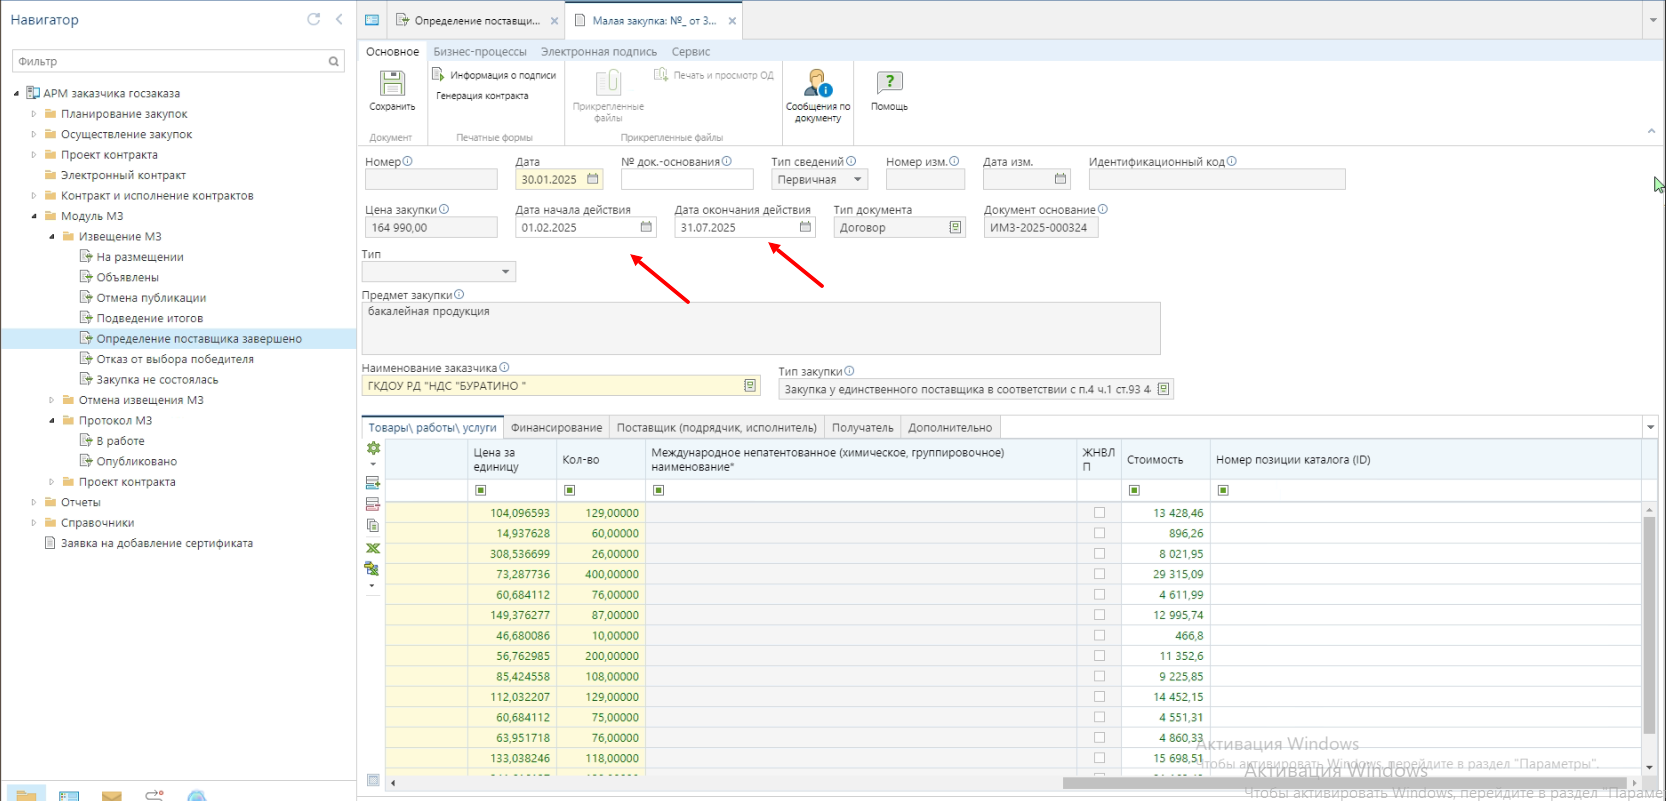 Навигатор
Фильтр
АРМ заказчика госзаказа
Планирование закупок
Осуществление закупок
Проект контракта
Электронный контракт
Контракт и исполнение контрактов
Модуль МЗ
Извещение МЗ
На размещении
Объявлены
Отмена публикации
Подведение итогов
Определение поставщика завершено
Отказ от выбора победителя
Закупка не состоялась
Отмена извещения МЗ
Протокол МЗ
В работе
Опубликовано
Проект контракта
Отчеты
Справочники
Заявка на добавление сертификата
Определение поставщи...
Малая закупка: №_ от 3...
Основное Бизнес-процессы Электронная подпись Сервис
Сохранить
Документ
Информация о подписи
Генерация контракта
Печатные формы
Прикрепленные файлы
Печать и просмотр ОД
Прикрепленные файлы
Сообщения по документу
Помощь
Номер Дата № док.-основания Тип сведений Номер изм. Дата изм. Идентификационный код
30.01.2025 Первичная
Цена закупки Дата начала действия Дата окончания действия Тип документа Документ основание
164 990,00 01.02.2025 31.07.2025 Договор ИМЗ-2025-000324
Тип
Предмет закупки
бакалейная продукция
Наименование заказчика Тип закупки
ГКДОУ РД "НДС "БУРАТИНО " Закупка у единственного поставщика в соответствии с п.4 ч.1 ст.93 4
Товары\ работы\ услуги Финансирование Поставщик (подрядчик, исполнитель) Получатель Дополнительно
Цена за единицу Кол-во Международное непатентованное (химическое, группировочное) наименование* ЖНВЛП Стоимость Номер позиции каталога (ID)
104,096593 129,00000 13 428,46
14,937628 60,00000 896,26
308,536699 26,00000 8 021,95
73,287736 400,00000 29 315,09
60,684112 76,00000 4 611,99
149,376277 87,00000 12 995,74
46,680086 10,00000 466,8
56,762985 200,00000 11 352,6
85,424558 108,00000 9 225,85
112,032207 129,00000 14 452,15
60,684112 75,00000 4 551,31
63,951718 76,00000 4 860,33
133,038246 118,00000 15 698,51
Активация Windows
Чтобы активировать Windows, перейдите в раздел "Параметры".
Активация Windows
Чтобы активировать Windows, перейдите в раздел "Параме